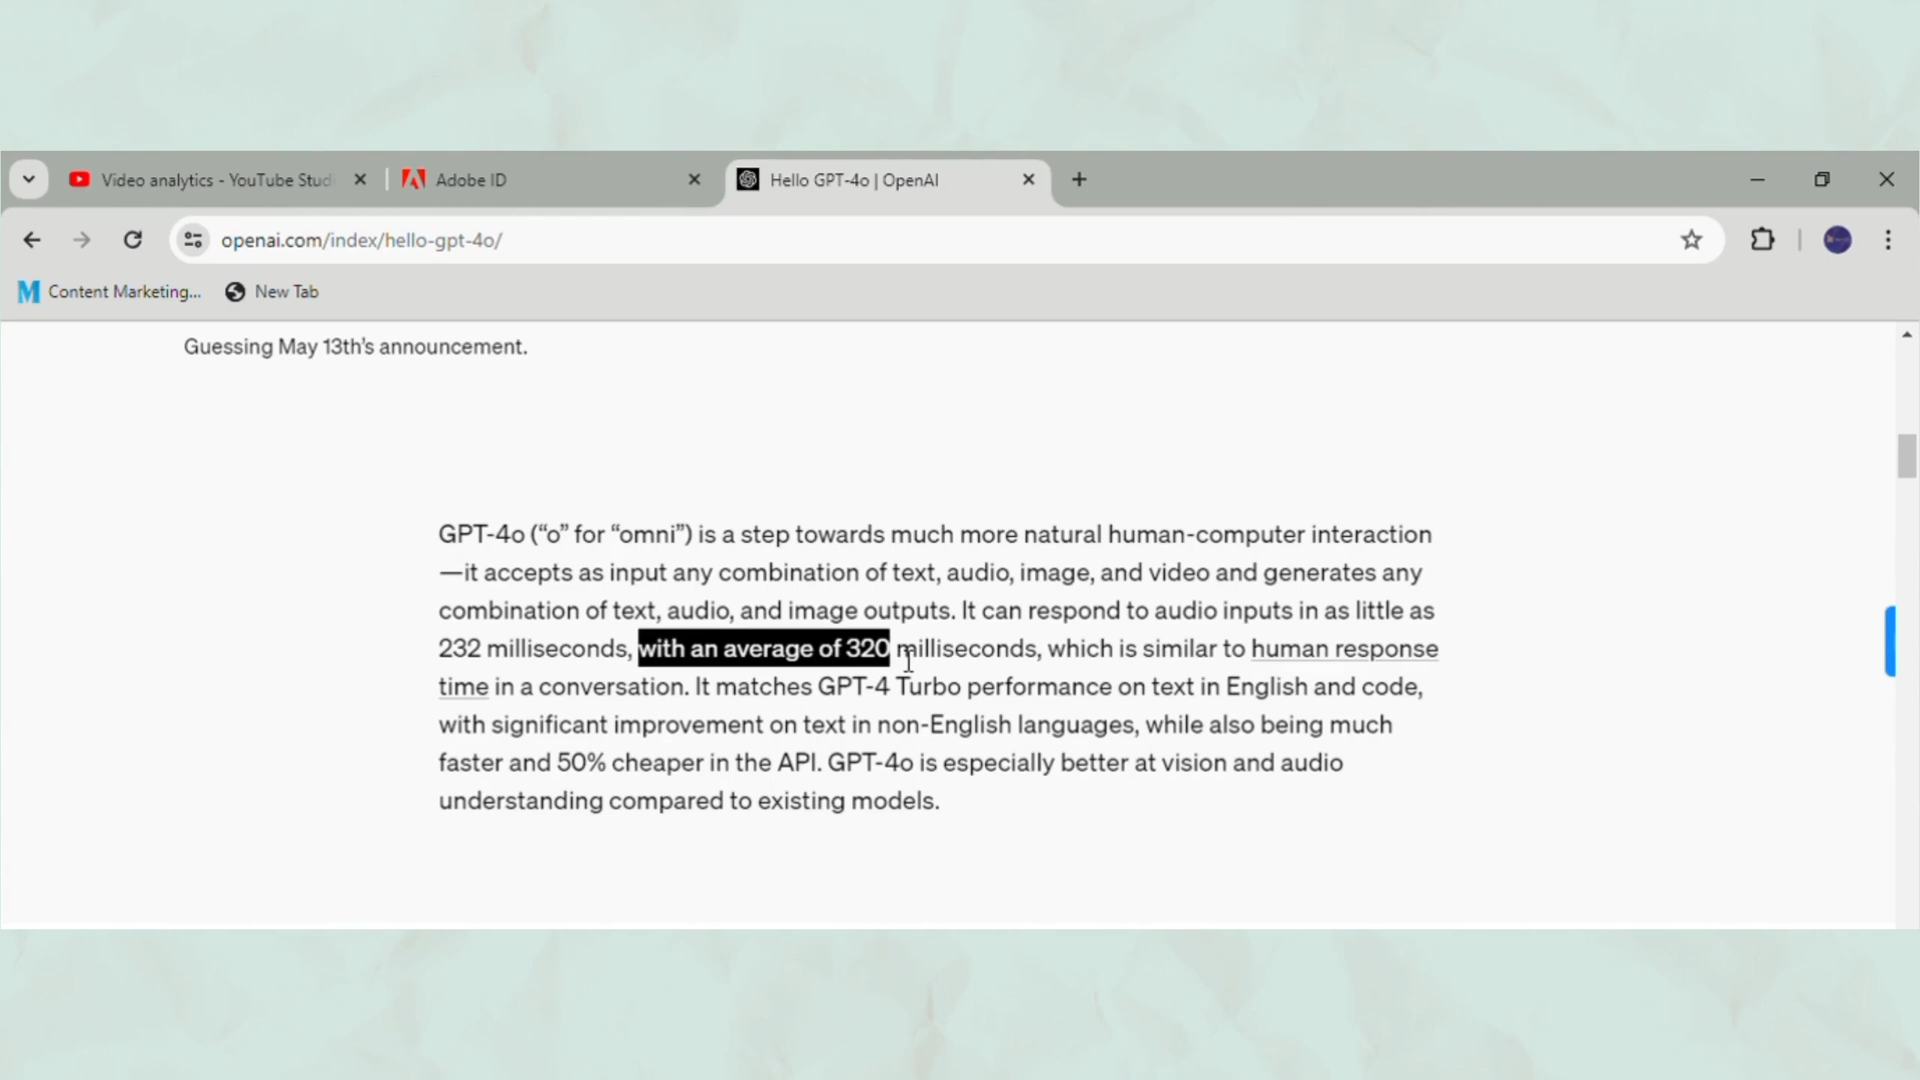 Video analytics - YouTube Stud
Adobe ID
Hello GPT-4o | OpenAI
openai.com/index/hello-gpt-4o/
Content Marketing...
New Tab
Guessing May 13th’s announcement.
GPT-4o (“o” for “omni”) is a step towards much more natural human-computer interaction
—it accepts as input any combination of text, audio, image, and video and generates any
combination of text, audio, and image outputs. It can respond to audio inputs in as little as
232 milliseconds, with an average of 320 milliseconds, which is similar to human response
time in a conversation. It matches GPT-4 Turbo performance on text in English and code,
with significant improvement on text in non-English languages, while also being much
faster and 50% cheaper in the API. GPT-4o is especially better at vision and audio
understanding compared to existing models.